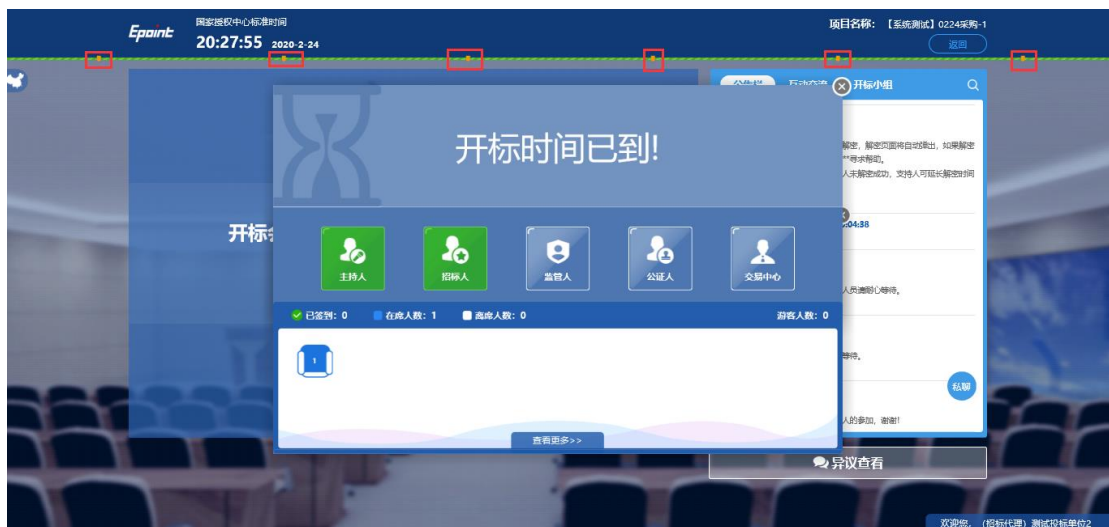 Epoint
国家授权中心标准时间
20:27:55 2020-2-24
项目名称： 【系统测试】0224采购-1
返回
开标小组
开标时间已到!
解密，解密页面将自动弹出，如果解密
**寻求帮助。
人未解密成功，支持人可延长解密时间
开标
:04:38
主持人
招标人
监管人
公证人
交易中心
人员请耐心等待。
已签到：0
在席人数：1
离席人数：0
游客人数：0
1
等待。
私聊
人的参加，谢谢!
查看更多>>
异议查看
欢迎您，(招标代理) 测试投标单位2